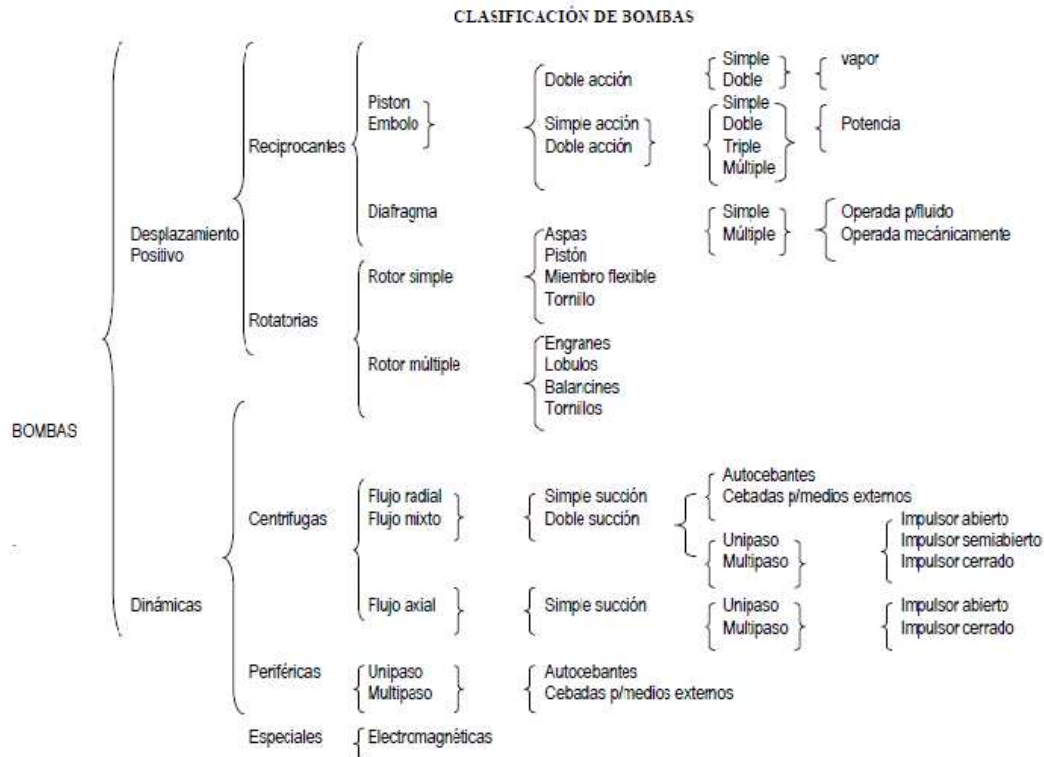 CLASIFICACIÓN DE BOMBAS
BOMBAS
Desplazamiento
Positivo
Reciprocantes
Piston
Embolo
Doble acción
Simple
Doble
vapor
Simple acción
Doble acción
Simple
Doble
Triple
Múltiple
Potencia
Diafragma
Simple
Múltiple
Operada p/fluido
Operada mecánicamente
Rotatorias
Rotor simple
Aspas
Pistón
Miembro flexible
Tornillo
Rotor múltiple
Engranes
Lobulos
Balancines
Tornillos
Dinámicas
Centrifugas
Flujo radial
Flujo mixto
Simple succión
Doble succión
Autocebantes
Cebadas p/medios externos
Unipaso
Multipaso
Impulsor abierto
Impulsor semiabierto
Impulsor cerrado
Flujo axial
Simple succión
Unipaso
Multipaso
Impulsor abierto
Impulsor cerrado
Periféricas
Unipaso
Multipaso
Autocebantes
Cebadas p/medios externos
Especiales
Electromagnéticas